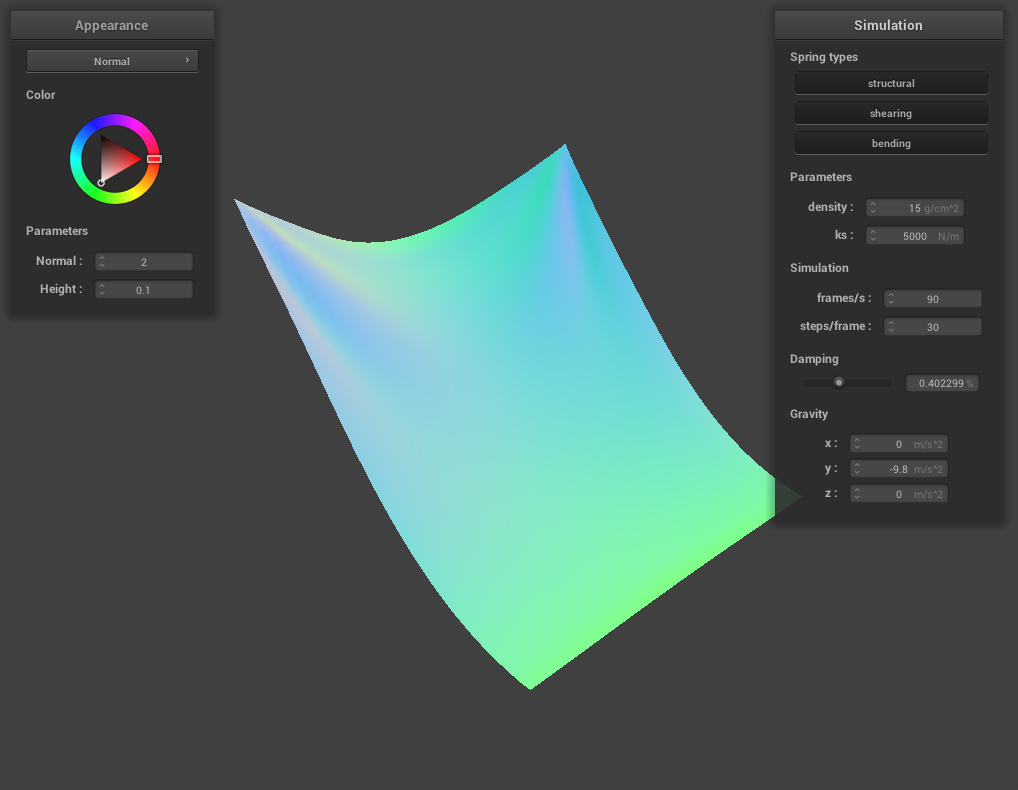 Appearance
Normal ›
Color
Parameters
Normal : 2
Height : 0.1
Simulation
Spring types
structural
shearing
bending
Parameters
density : 15 g/cm^2
ks : 5000 N/m
Simulation
frames/s : 90
steps/frame : 30
Damping
0.402299 %
Gravity
x : 0 m/s^2
y : -9.8 m/s^2
z : 0 m/s^2